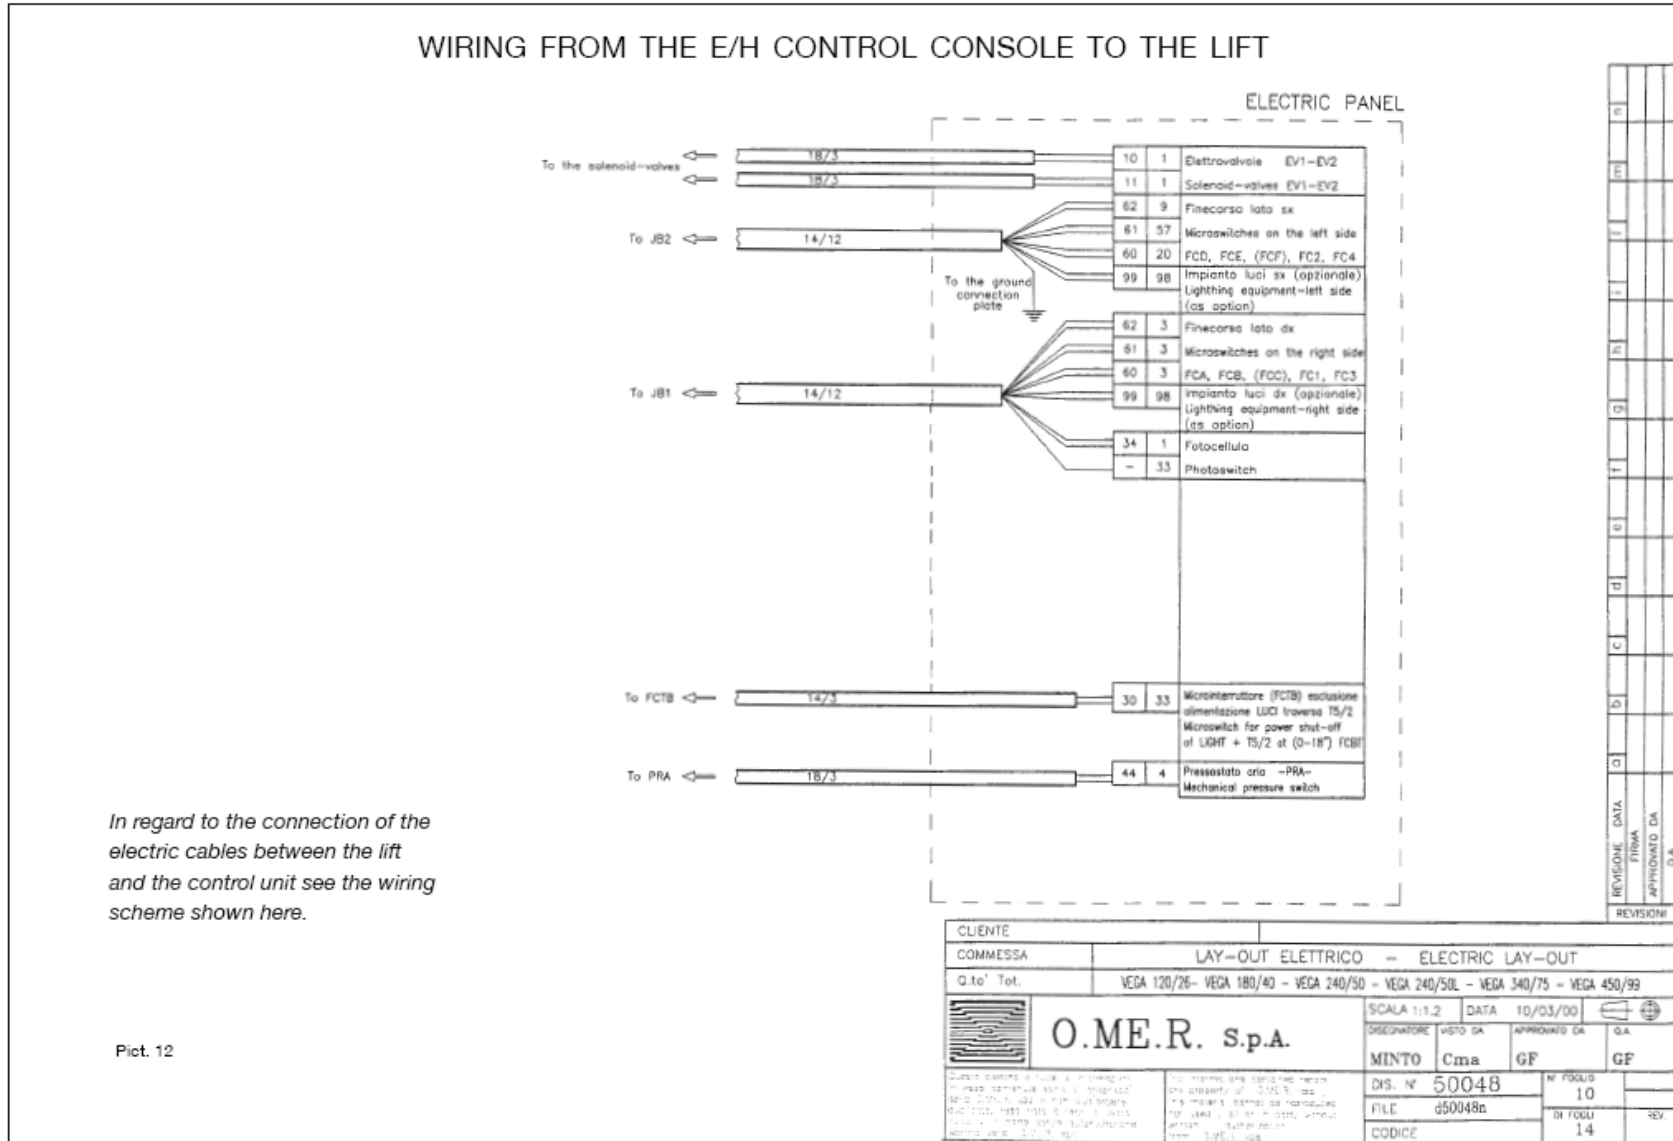 WIRING FROM THE E/H CONTROL CONSOLE TO THE LIFT
ELECTRIC PANEL
To the solenoid-valves
18/3
10 1 Elettrovalvole EV1-EV2
18/3
11 1 Solenoid-valves EV1-EV2
62 9 Finecorsa lato sx
To JB2
14/12
61 57 Microswitches on the left side
60 20 FCD, FCE, (FCF), FC2, FC4
99 98 Impianto luci sx (opzionale)
Lighthing equipment-left side
(as option)
To the ground
connection
plate
62 3 Finecorsa lato dx
61 3 Microswitches on the right side
60 3 FCA, FCB, (FCC), FC1, FC3
To JB1
14/12
99 98 Impianto luci dx (opzionale)
Lighthing equipment-right side
(as option)
34 1 Fotocellula
- 33 Photoswitch
To FCTB
14/3
30 33 Microinterruttore (FCTB) esclusione
alimentazione LUCI traversa T5/2
Microswitch for power shut-off
of LIGHT + T5/2 at (0-18") FCBT
To PRA
18/3
44 4 Pressostato aria -PRA-
Mechanical pressure switch
In regard to the connection of the
electric cables between the lift
and the control unit see the wiring
scheme shown here.
Pict. 12
n
m
l
i
h
g
f
e
d
c
b
a
REVISIONE DATA
FIRMA
APPROVATO DA
Q.A.
REVISIONI
CLIENTE
COMMESSA
LAY-OUT ELETTRICO - ELECTRIC LAY-OUT
Q.ta' Tot.
VEGA 120/26- VEGA 180/40 - VEGA 240/50 - VEGA 240/50L - VEGA 340/75 - VEGA 450/99
O.ME.R. S.p.A.
SCALA 1:1.2 DATA 10/03/00
DISEGNATORE VISTO DA APPROVATO DA Q.A.
MINTO Cma GF GF
DIS. N° 50048
N° FOGLIO
10
FILE d50048n
DI FOGLI
14
REV.
CODICE